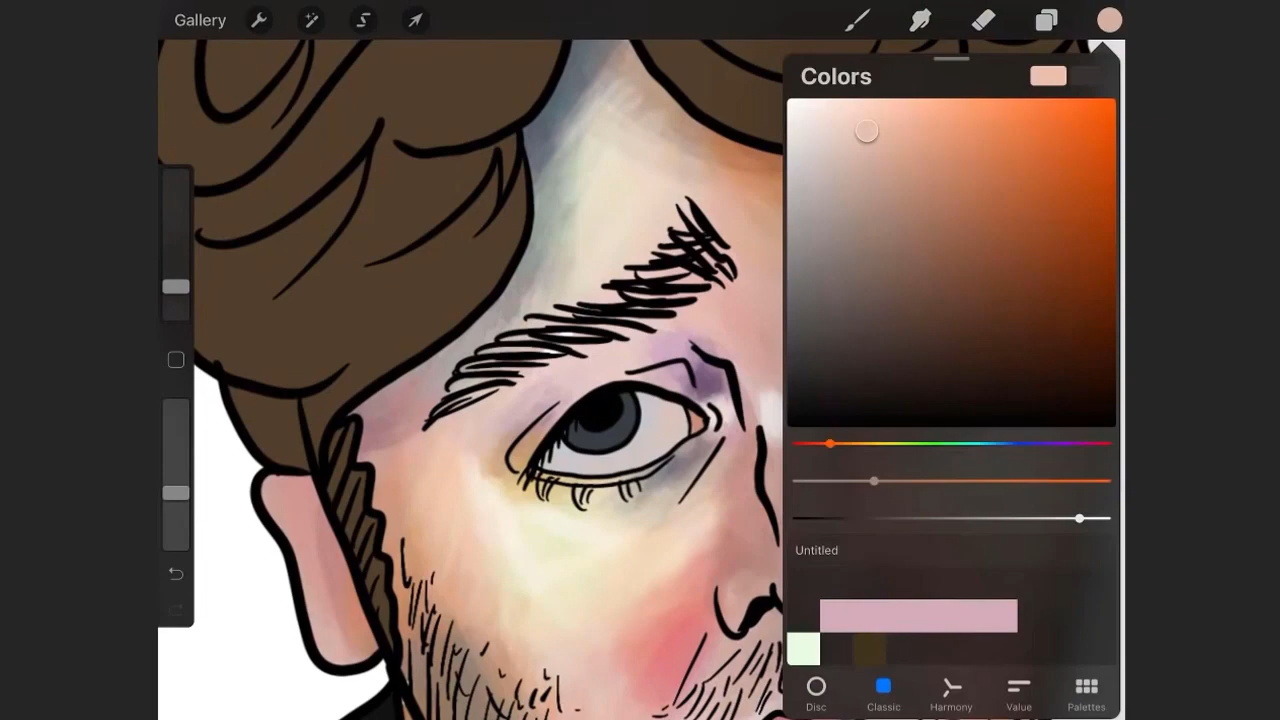 Gallery
Colors
Untitled
Disc
Classic
Harmony
Value
Palettes